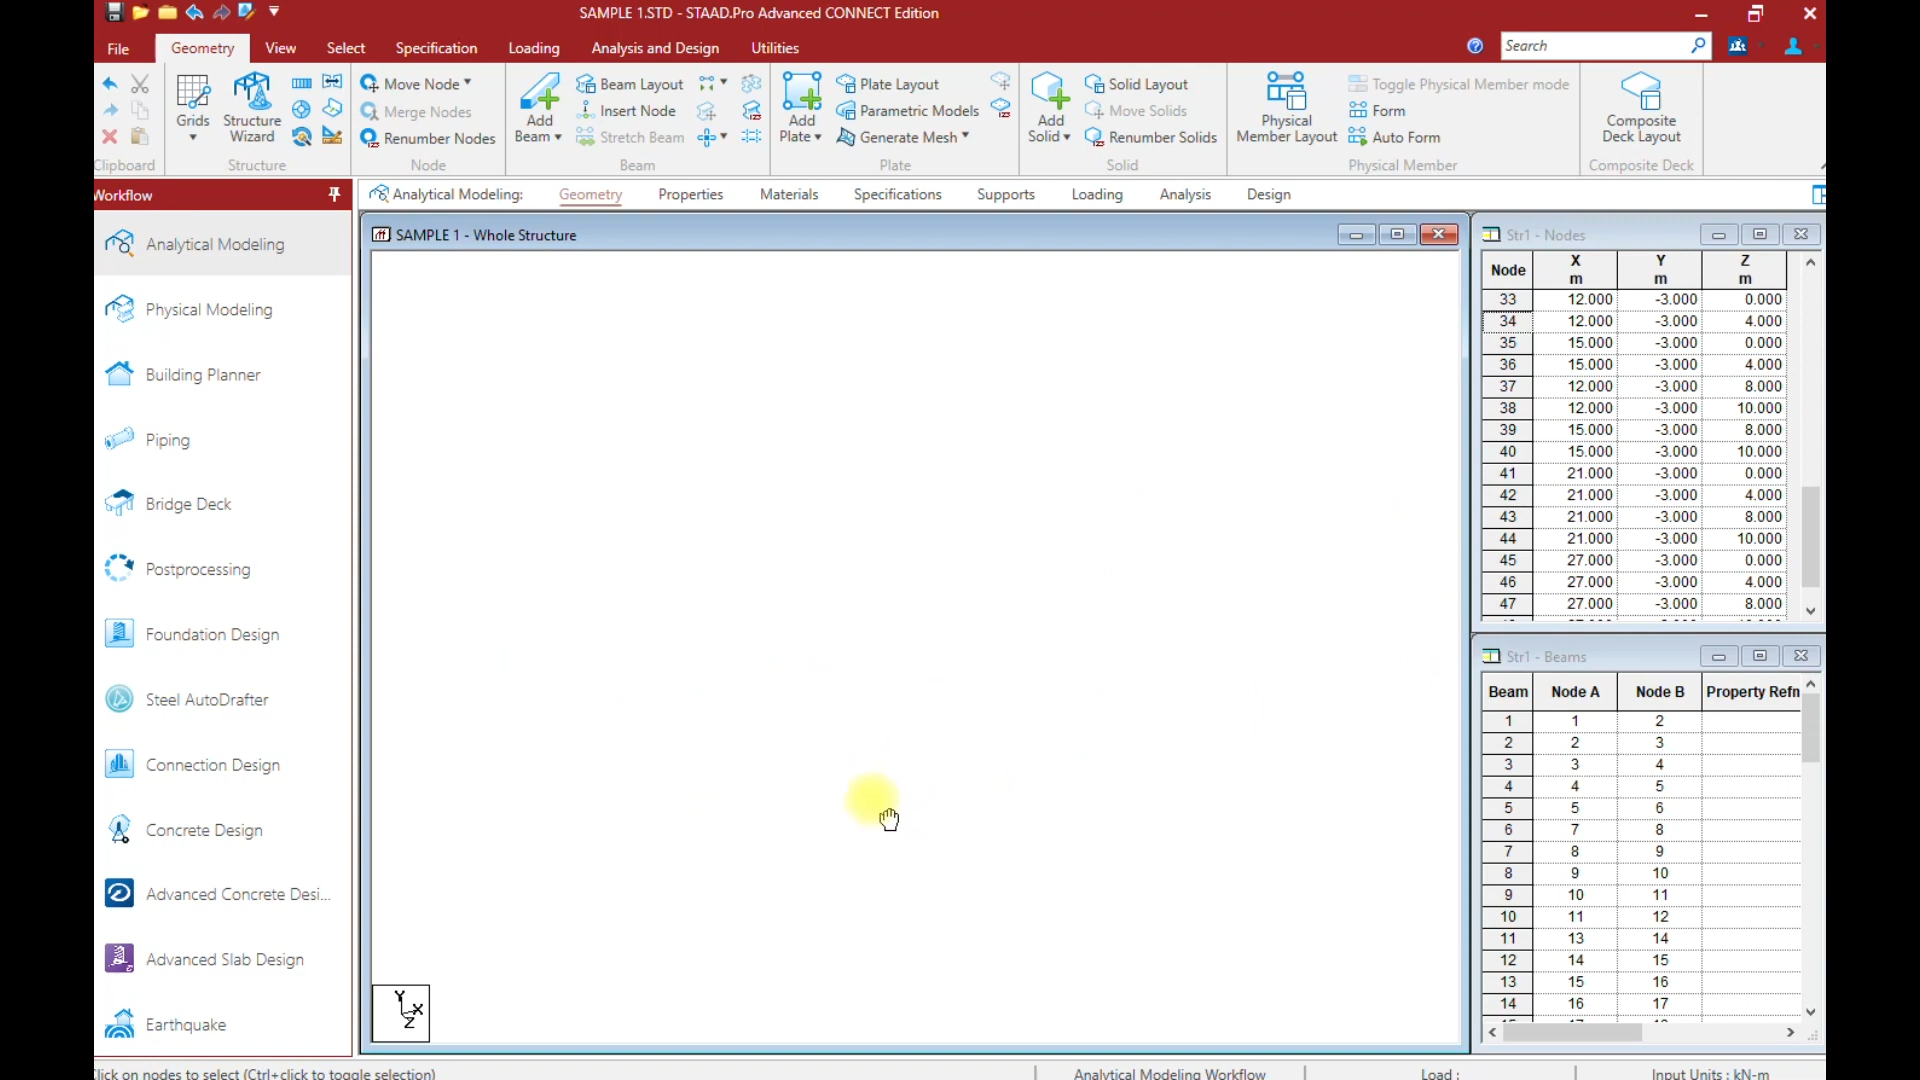 SAMPLE 1.STD - STAAD.Pro Advanced CONNECT Edition
File Geometry View Select Specification Loading Analysis and Design Utilities Search
Move Node Beam Layout Plate Layout Solid Layout Toggle Physical Member mode
Merge Nodes Insert Node Parametric Models Move Solids Form
Grids Structure Wizard Add Beam Add Plate Add Solid Physical Member Layout Composite Deck Layout
Renumber Nodes Stretch Beam Generate Mesh Renumber Solids Auto Form
Clipboard Structure Node Beam Plate Solid Physical Member Composite Deck
Workflow
Analytical Modeling: Geometry Properties Materials Specifications Supports Loading Analysis Design
Analytical Modeling
Physical Modeling
Building Planner
Piping
Bridge Deck
Postprocessing
Foundation Design
Steel AutoDrafter
Connection Design
Concrete Design
Advanced Concrete Desi...
Advanced Slab Design
Earthquake
SAMPLE 1 - Whole Structure
Y
X
Z
Str1 - Nodes
Node X m Y m Z m
33 12.000 -3.000 0.000
34 12.000 -3.000 4.000
35 15.000 -3.000 0.000
36 15.000 -3.000 4.000
37 12.000 -3.000 8.000
38 12.000 -3.000 10.000
39 15.000 -3.000 8.000
40 15.000 -3.000 10.000
41 21.000 -3.000 0.000
42 21.000 -3.000 4.000
43 21.000 -3.000 8.000
44 21.000 -3.000 10.000
45 27.000 -3.000 0.000
46 27.000 -3.000 4.000
47 27.000 -3.000 8.000
Str1 - Beams
Beam Node A Node B Property Refn
1 1 2
2 2 3
3 3 4
4 4 5
5 5 6
6 7 8
7 8 9
8 9 10
9 10 11
10 11 12
11 13 14
12 14 15
13 15 16
14 16 17
Click on nodes to select (Ctrl+click to toggle selection) Analytical Modeling Workflow Load : Input Units : kN-m